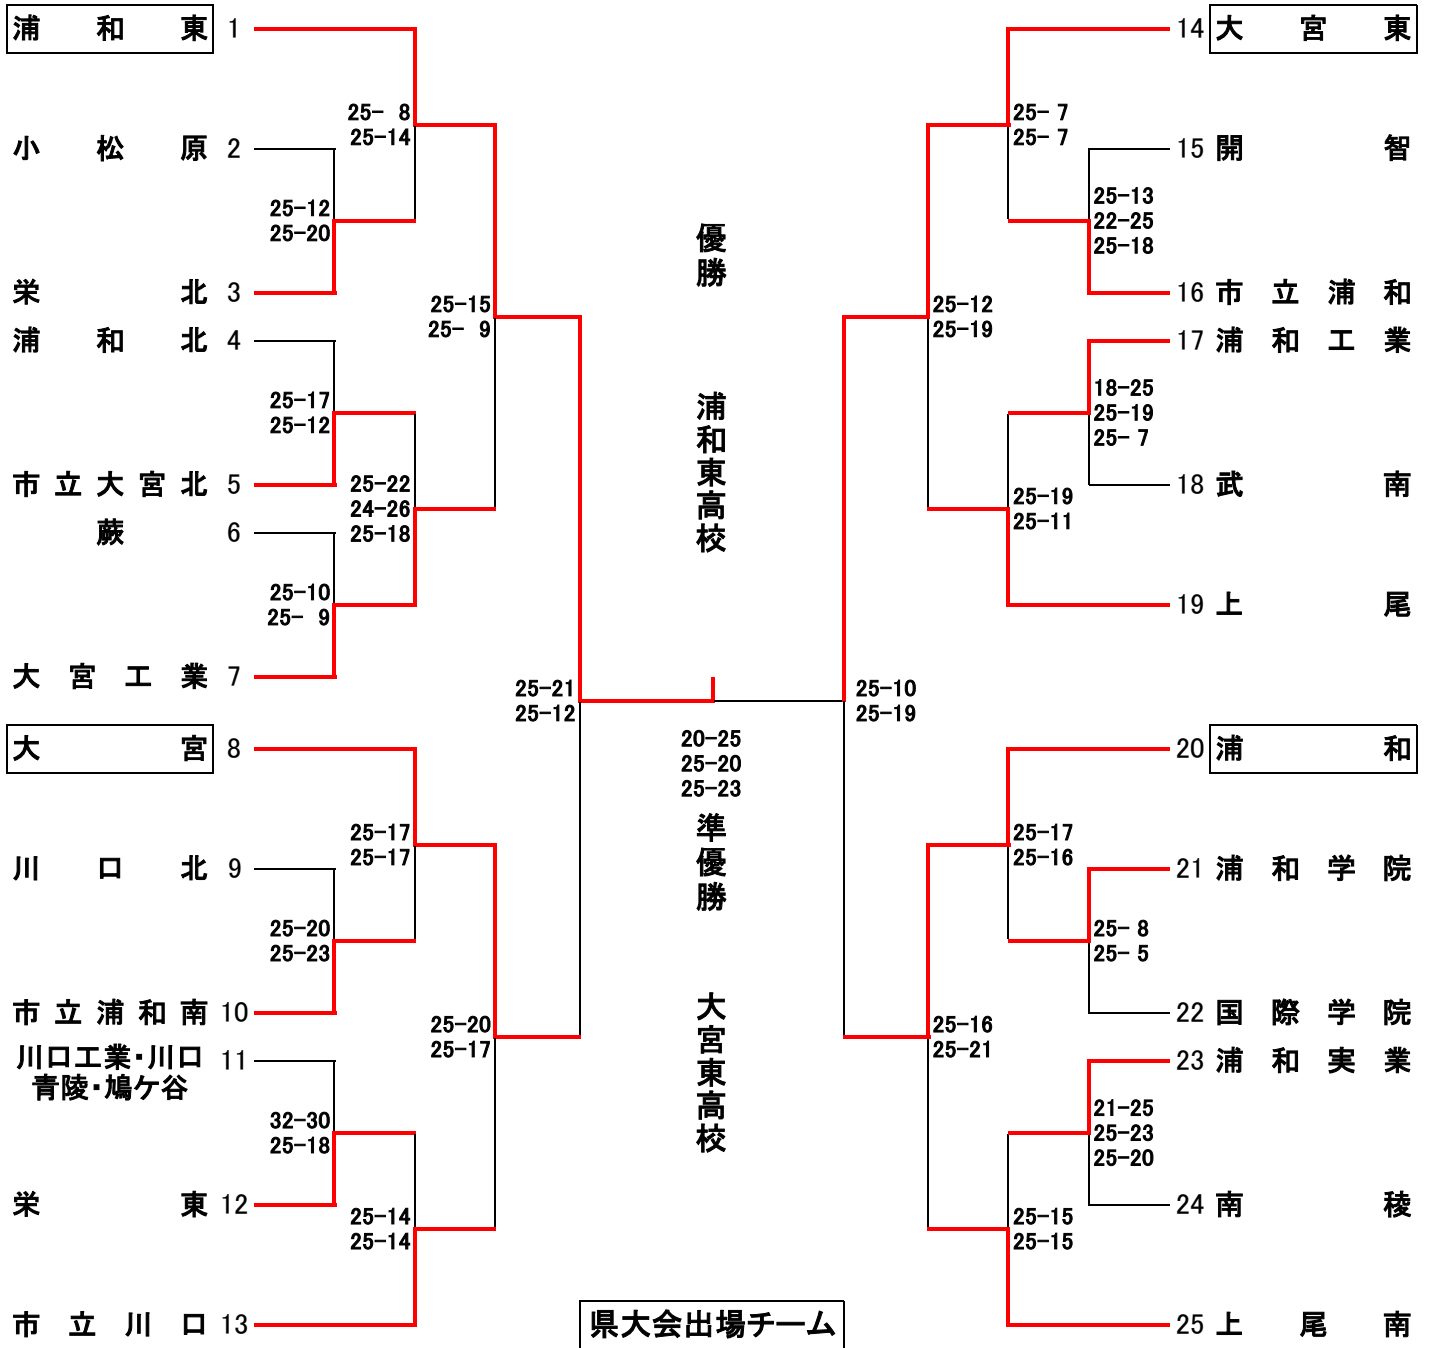 浦和東 1
25- 8
25-14
小松原 2
25-12
25-20
栄北 3
25-15
25- 9
浦和北 4
25-17
25-12
市立大宮北 5
25-22
24-26
25-18
蕨 6
25-10
25- 9
大宮工業 7
25-21
25-12
大宮 8
25-17
25-17
川口北 9
25-20
25-23
市立浦和南 10
25-20
25-17
川口工業・川口
青陵・鳩ケ谷
11
32-30
25-18
栄東 12
25-14
25-14
市立川口 13
優勝
浦和東高校
20-25
25-20
25-23
準優勝
大宮東高校
県大会出場チーム
14 大宮東
25- 7
25- 7
15 開智
25-13
22-25
25-18
16 市立浦和
25-12
25-19
17 浦和工業
18-25
25-19
25- 7
18 武南
25-19
25-11
19 上尾
25-10
25-19
20 浦和
25-17
25-16
21 浦和学院
25- 8
25- 5
22 国際学院
25-16
25-21
23 浦和実業
21-25
25-23
25-20
24 南稜
25-15
25-15
25 上尾南